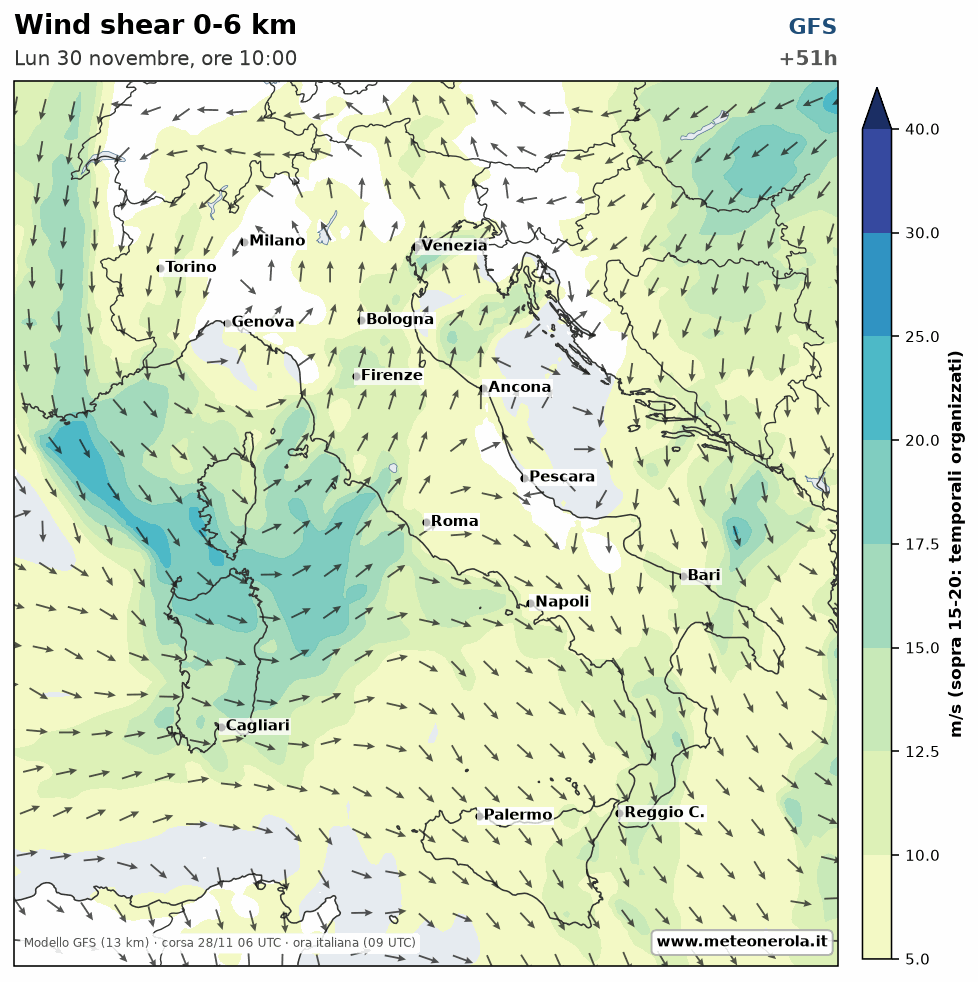 Wind shear 0-6 km
GFS
Lun 30 novembre, ore 10:00
+51h
Milano
Venezia
Torino
Genova
Bologna
Firenze
Ancona
Pescara
Roma
Bari
Napoli
Cagliari
Palermo
Reggio C.
40.0
30.0
25.0
20.0
17.5
15.0
12.5
10.0
5.0
m/s (sopra 15-20: temporali organizzati)
Modello GFS (13 km) · corsa 28/11 06 UTC · ora italiana (09 UTC)
www.meteonerola.it